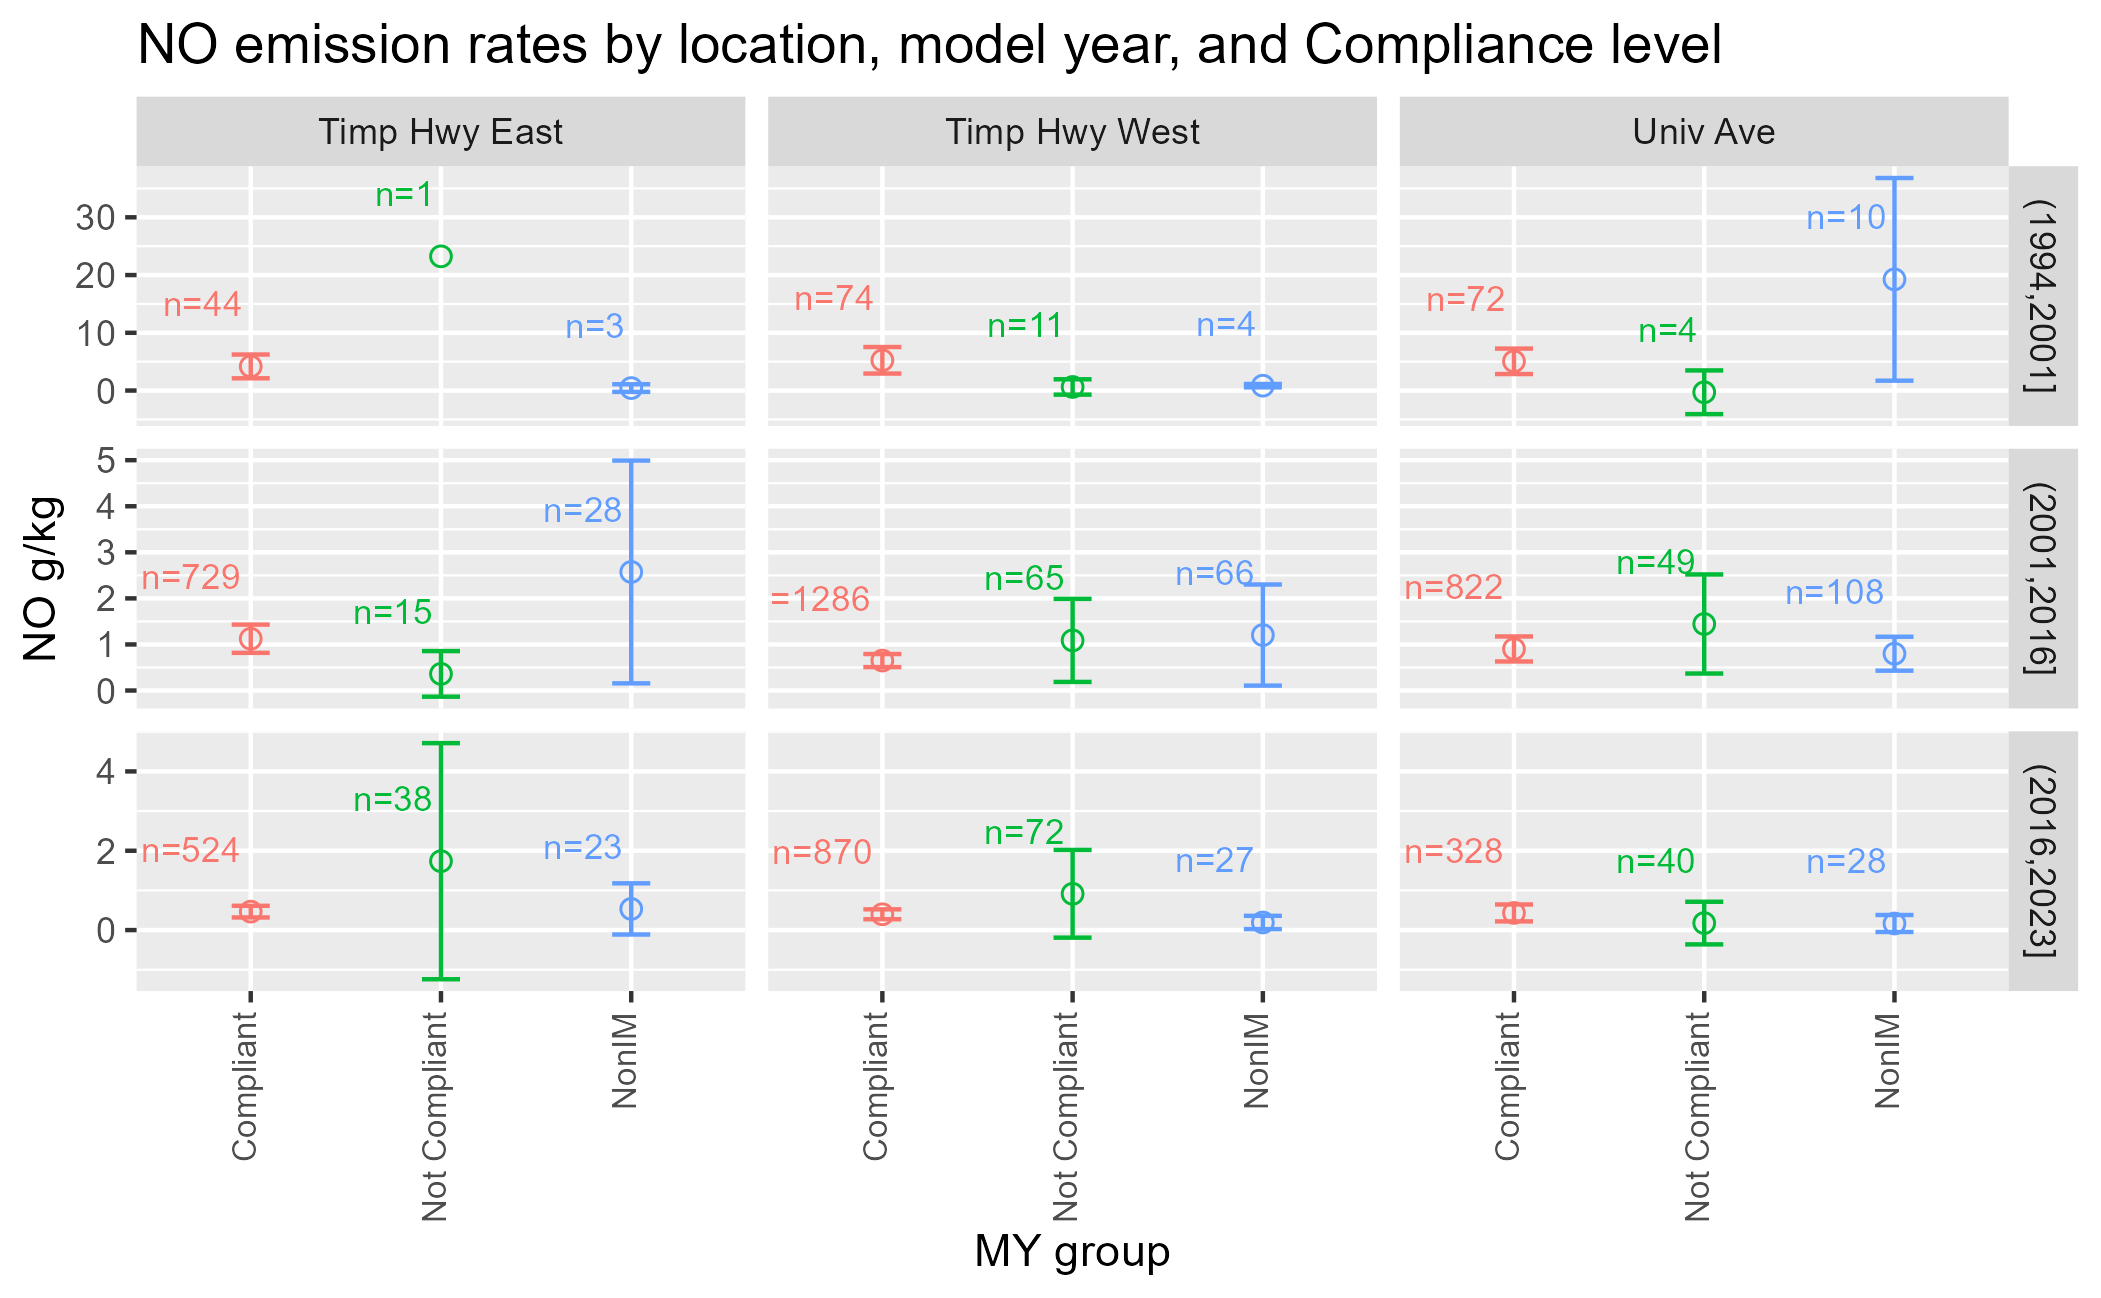 NO emission rates by location, model year, and Compliance level
Timp Hwy East
Timp Hwy West
Univ Ave
30
20
10
0
n=44
n=1
n=3
n=74
n=11
n=4
n=72
n=4
n=10
(1994,2001]
NO g/kg
5
4
3
2
1
0
n=729
n=15
n=28
=1286
n=65
n=66
n=822
n=49
n=108
(2001,2016]
4
2
0
n=524
n=38
n=23
n=870
n=72
n=27
n=328
n=40
n=28
(2016,2023]
Compliant
Not Compliant
NonIM
Compliant
Not Compliant
NonIM
Compliant
Not Compliant
NonIM
MY group